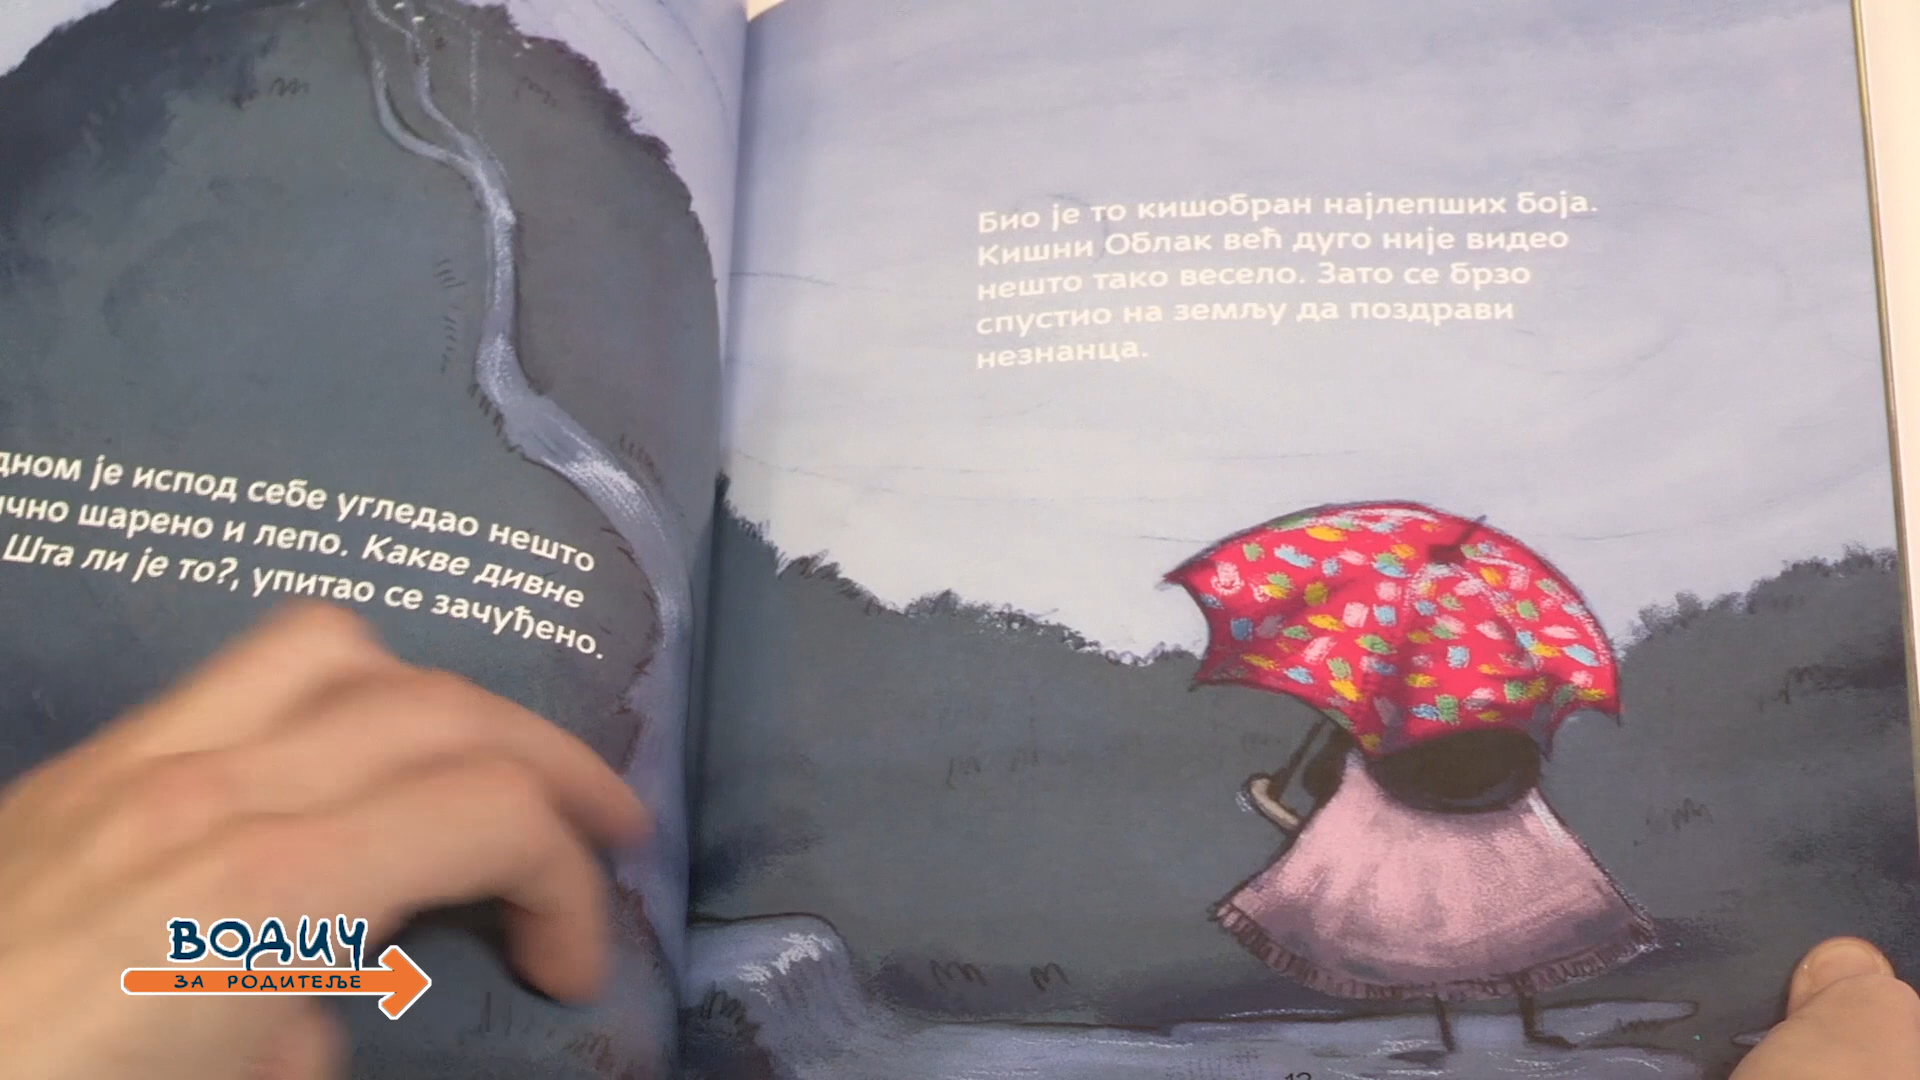 је испод себе угледао нешто
шарено и лепо. Какве дивне
Шта ли је то?, упитао се зачуђено.
Био је то кишобран најлепших боја.
Кишни Облак већ дуго није видео
нешто тако весело. Зато се брзо
спустио на земљу да поздрави
незнанца.
ВОДИЧ
ЗА РОДИТЕЉЕ